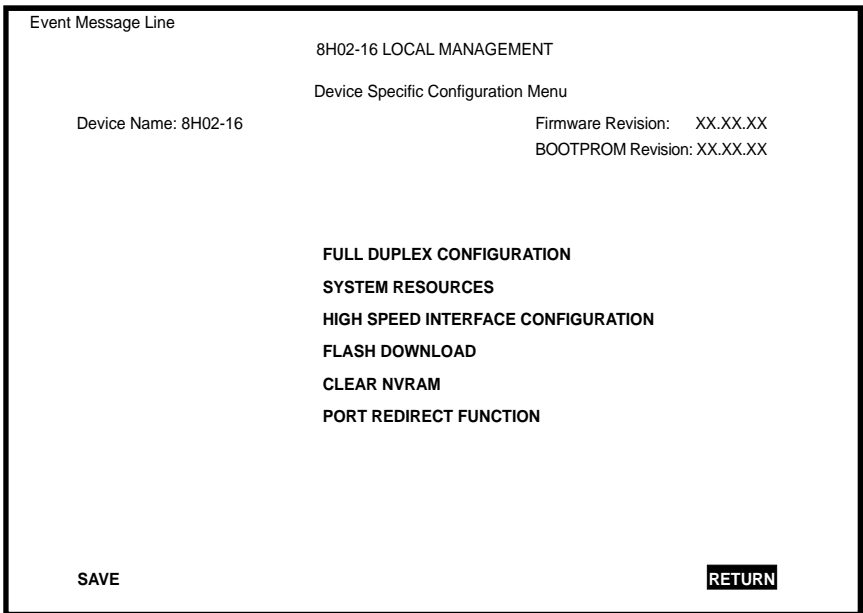 Event Message Line
8H02-16 LOCAL MANAGEMENT
Device Specific Configuration Menu
Device Name: 8H02-16 Firmware Revision: XX.XX.XX
BOOTPROM Revision: XX.XX.XX
FULL DUPLEX CONFIGURATION
SYSTEM RESOURCES
HIGH SPEED INTERFACE CONFIGURATION
FLASH DOWNLOAD
CLEAR NVRAM
PORT REDIRECT FUNCTION
SAVE RETURN